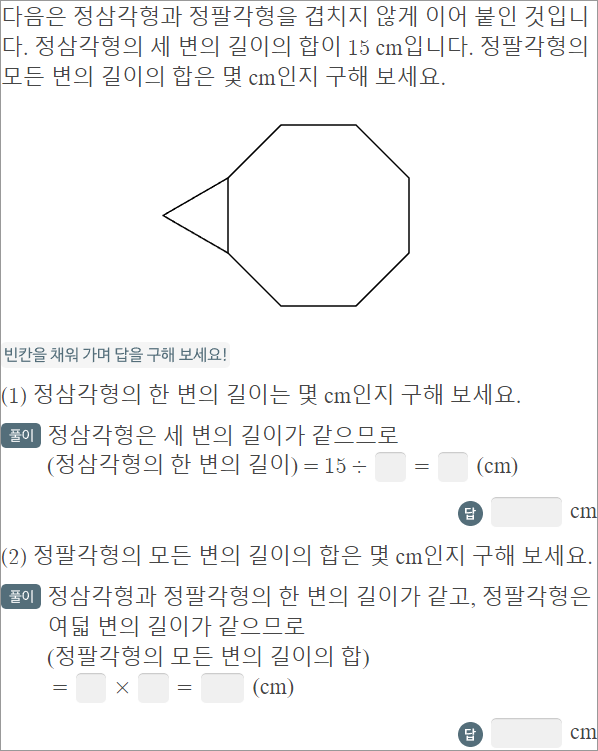 다음은 정삼각형과 정팔각형을 겹치지 않게 이어 붙인 것입니
다. 정삼각형의 세 변의 길이의 합이 15 cm입니다. 정팔각형의
모든 변의 길이의 합은 몇 cm인지 구해 보세요.
빈칸을 채워 가며 답을 구해 보세요!
(1) 정삼각형의 한 변의 길이는 몇 cm인지 구해 보세요.
풀이 정삼각형은 세 변의 길이가 같으므로
(정삼각형의 한 변의 길이) = 15 ÷ = (cm)
답 cm
(2) 정팔각형의 모든 변의 길이의 합은 몇 cm인지 구해 보세요.
풀이 정삼각형과 정팔각형의 한 변의 길이가 같고, 정팔각형은
여덟 변의 길이가 같으므로
(정팔각형의 모든 변의 길이의 합)
= × = (cm)
답 cm